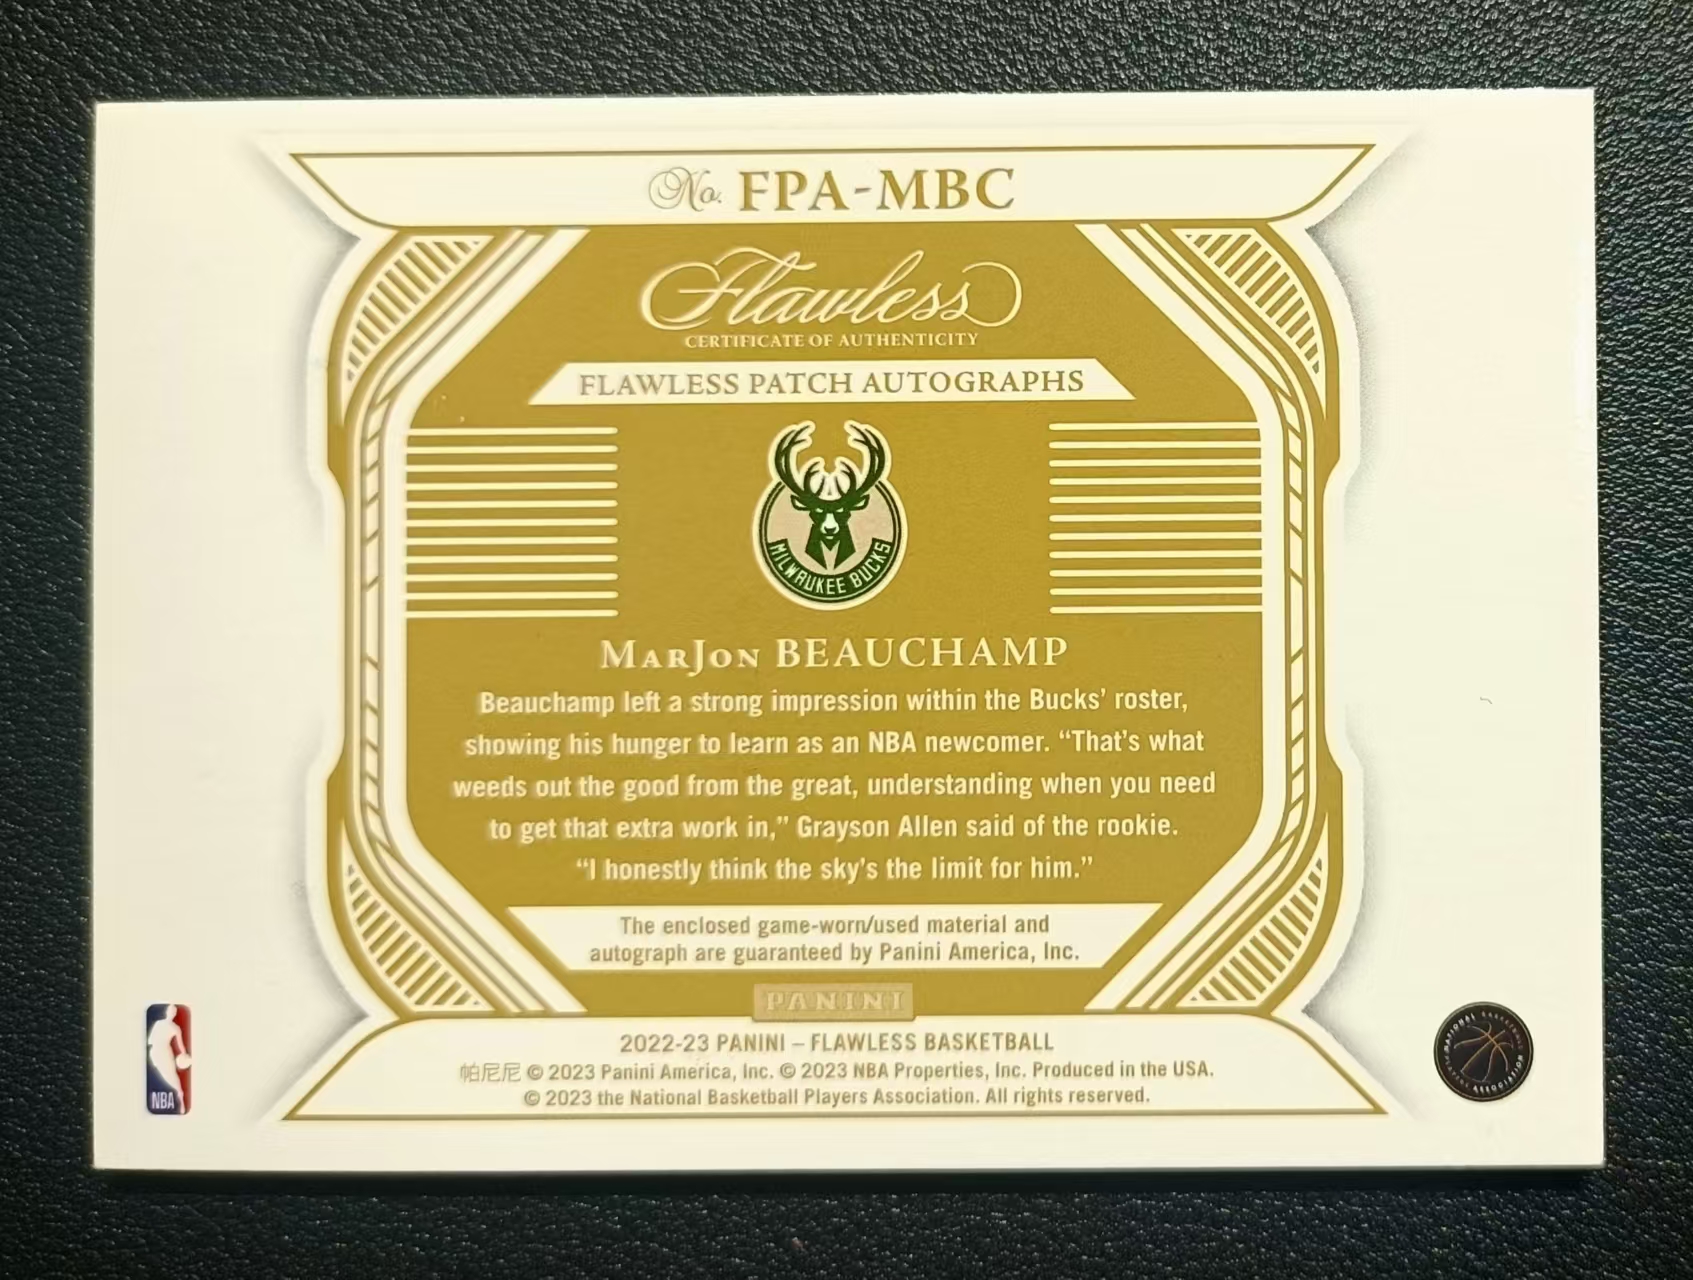 No. FPA-MBC
Flawless
CERTIFICATE OF AUTHENTICITY
FLAWLESS PATCH AUTOGRAPHS
MILWAUKEE BUCKS
MARJON BEAUCHAMP
Beauchamp left a strong impression within the Bucks’ roster,
showing his hunger to learn as an NBA newcomer. “That’s what
weeds out the good from the great, understanding when you need
to get that extra work in,” Grayson Allen said of the rookie.
“I honestly think the sky's the limit for him.”
The enclosed game-worn/used material and
autograph are guaranteed by Panini America, Inc.
PANINI
2022-23 PANINI – FLAWLESS BASKETBALL
帕尼尼 © 2023 Panini America, Inc. © 2023 NBA Properties, Inc. Produced in the USA.
© 2023 the National Basketball Players Association. All rights reserved.
NBA
NATIONAL BASKETBALL PLAYERS ASSOCIATION